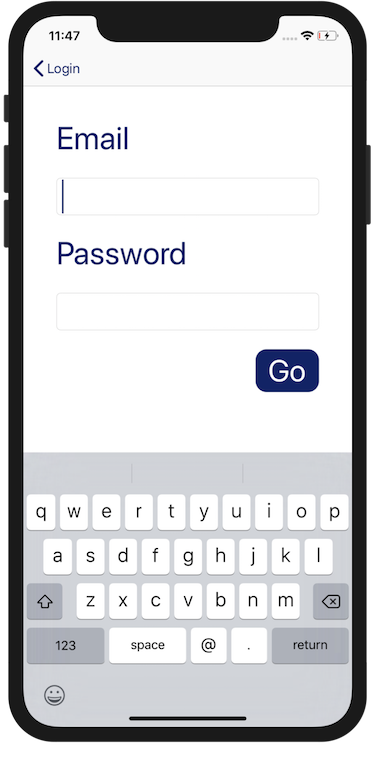 11:47
Login
Email
Password
Go
q w e r t y u i o p
a s d f g h j k l
z x c v b n m
123 space @ . return